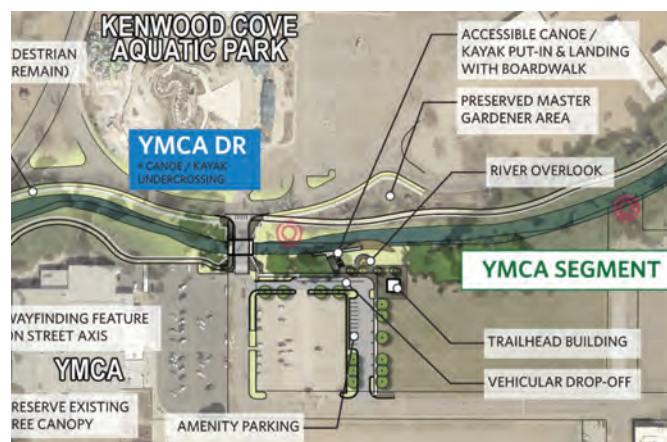 KENWOOD COVE
AQUATIC PARK
DESTRIAN
REMAIN)
ACCESSIBLE CANOE /
KAYAK PUT-IN & LANDING
WITH BOARDWALK
PRESERVED MASTER
GARDENER AREA
YMCA DR
+ CANOE / KAYAK
UNDERCROSSING
RIVER OVERLOOK
YMCA SEGMENT
WAYFINDING FEATURE
ON STREET AXIS
TRAILHEAD BUILDING
YMCA
VEHICULAR DROP-OFF
RESERVE EXISTING
REE CANOPY
AMENITY PARKING